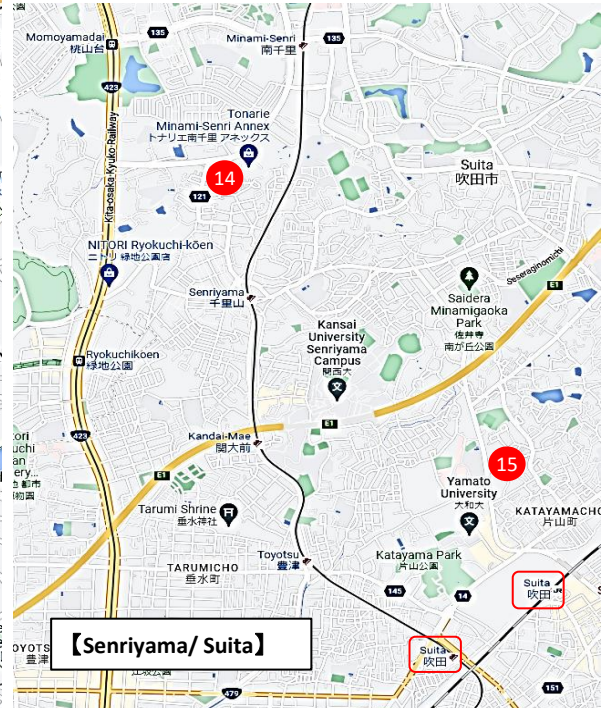 135
Momoyamadai
桃山台
Minami-Senri
南千里
135
423
Kita-osaka-Kyuko-Railway
Tonarie
Minami-Senri Annex
トナリエ南千里 アネックス
14
121
Suita
吹田市
NITORI Ryokuchi-kōen
ニトリ 緑地公園店
Seseraginomichi
E1
Senriyama
千里山
Saidera
Minamigaoka
Park
佐井寺
南が丘公園
Kansai
University
Senriyama
Campus
関西大
Ryokuchikoen
緑地公園
423
E1
Kandai-Mae
関大前
E1
15
Yamato
University
大和大
KATAYAMACHO
片山町
Tarumi Shrine
垂水神社
Toyotsu
豊津
Katayama Park
片山公園
TARUMICHO
垂水町
145
14
Suita
吹田
JR
【Senriyama/ Suita】
Suita
吹田
豊津
479
151